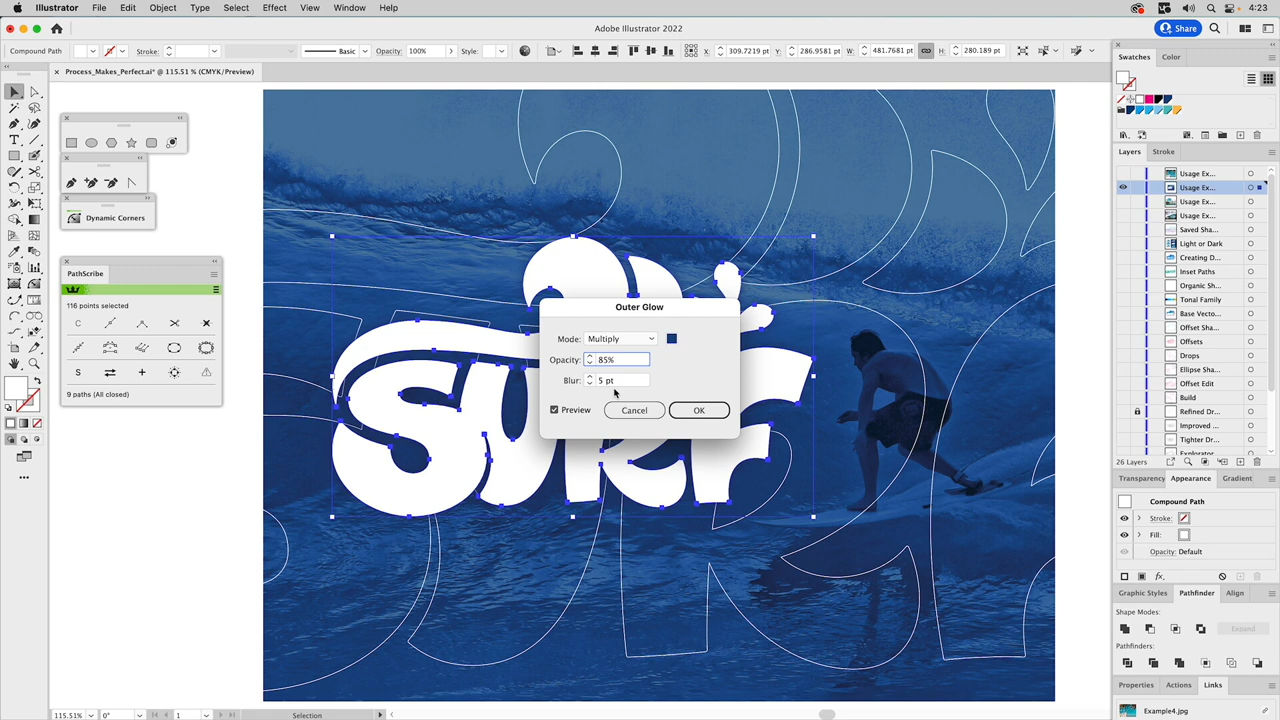 Illustrator File Edit Object Type Select Effect View Window Help 4:23
Adobe Illustrator 2022
Share
Compound Path Stroke: Basic Opacity: 100% Style: X: 309.7219 pt Y: 286.9581 pt W: 481.7681 pt H: 280.189 pt
× Process_Makes_Perfect.ai* @ 115.51 % (CMYK/Preview)
Dynamic Corners
PathScribe
116 points selected
9 paths (All closed)
SURF
Outer Glow
Mode: Multiply
Opacity: 85%
Blur: 5 pt
Preview Cancel OK
Swatches Color
Layers Stroke
Usage Ex...
Usage Ex...
Usage Ex...
Usage Ex...
Saved Sha...
Light or Dark
Creating D...
Inset Paths
Organic Sh...
Tonal Family
Base Vecto...
Offset Sha...
Offsets
Drops
Ellipse Sha...
Offset Edit
Build
Refined Dr...
Improved ...
Tighter Dr...
Explorator...
26 Layers
Transparency Appearance Gradient
Compound Path
Stroke:
Fill:
Opacity: Default
fx,
Graphic Styles Pathfinder Align
Shape Modes:
Expand
Pathfinders:
Properties Actions Links
Example4.jpg
115.51% 0° 1 Selection